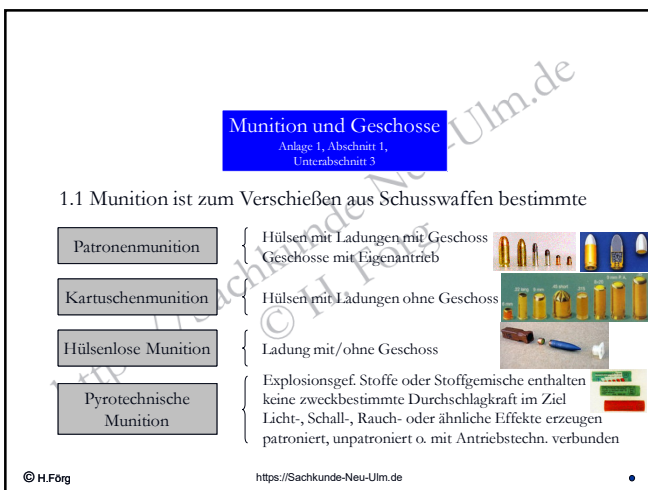 Munition und Geschosse
Anlage 1, Abschnitt 1,
Unterabschnitt 3
1.1 Munition ist zum Verschießen aus Schusswaffen bestimmte
Patronenmunition
Hülsen mit Ladungen mit Geschoss
Geschosse mit Eigenantrieb
Kartuschenmunition
Hülsen mit Ladungen ohne Geschoss
Hülsenlose Munition
Ladung mit/ohne Geschoss
Pyrotechnische
Munition
Explosionsgef. Stoffe oder Stoffgemische enthalten
keine zweckbestimmte Durchschlagkraft im Ziel
Licht-, Schall-, Rauch- oder ähnliche Effekte erzeugen
patroniert, unpatroniert o. mit Antriebstechn. verbunden
© H.Förg
https://Sachkunde-Neu-Ulm.de
https://Sachkunde-Neu-Ulm.de
© H. Förg